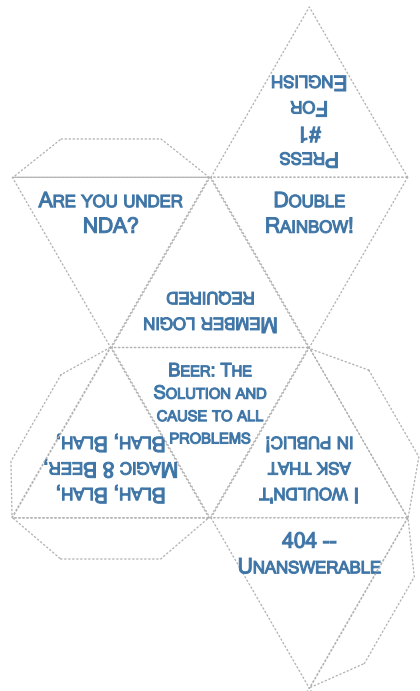 PRESS
#1
FOR
ENGLISH
ARE YOU UNDER
NDA?
DOUBLE
RAINBOW!
MEMBER LOGIN
REQUIRED
BEER: THE
SOLUTION AND
CAUSE TO ALL
PROBLEMS
BLAH, BLAH,
MAGIC 8 BEER,
BLAH, BLAH,
I WOULDN'T
ASK THAT
IN PUBLIC!
404 --
UNANSWERABLE